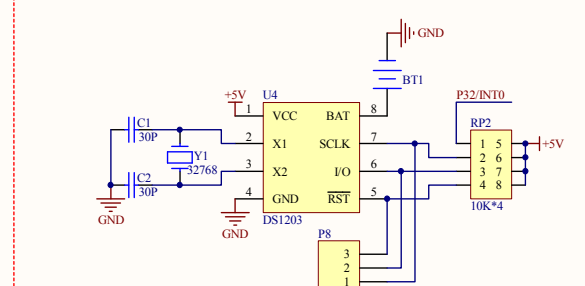 GND
BT1
+5V
U4
P32/INT0
RP2
1
VCC
BAT
8
C1
30P
2
X1
SCLK
7
1 5
+5V
Y1
32768
2 6
3
X2
I/O
6
3 7
C2
30P
4 8
4
GND
RST
5
GND
GND
DS1203
10K*4
P8
3
2
1